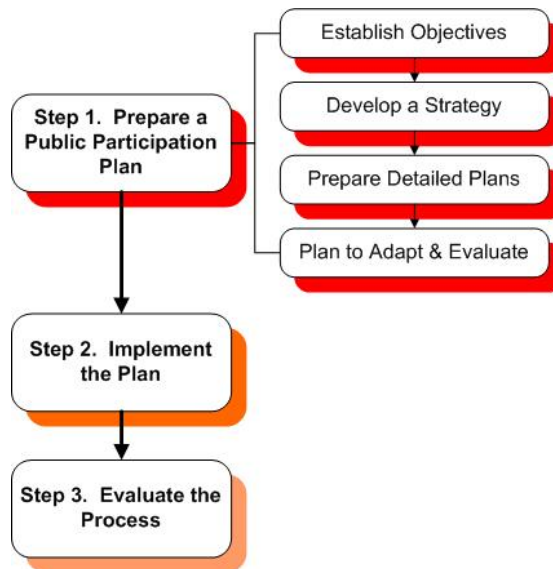 Establish Objectives
Step 1.  Prepare a
Public Participation
Plan
Develop a Strategy
Prepare Detailed Plans
Plan to Adapt & Evaluate
Step 2.  Implement
the Plan
Step 3.  Evaluate the
Process